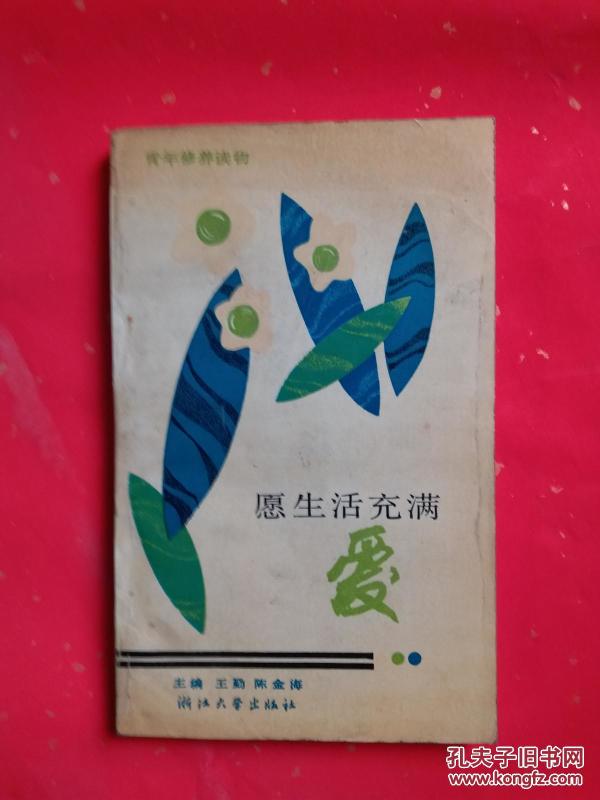 青年修养读物
愿生活充满
爱
主编 王勤 陈金海
浙江大学出版社
孔夫子旧书网
www.kongfz.com